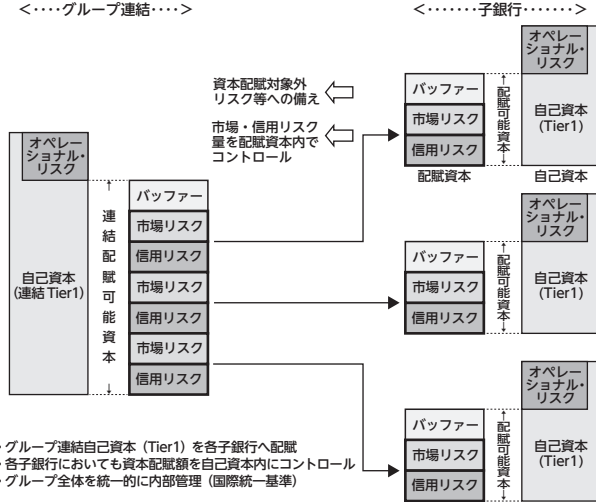 <････グループ連結････>
オペレー
ショナル・
リスク
自己資本
(連結 Tier1)
連結配賦可能資本
バッファー
市場リスク
信用リスク
市場リスク
信用リスク
市場リスク
信用リスク
資本配賦対象外
リスク等への備え
市場・信用リスク
量を配賦資本内で
コントロール
<･･･････子銀行･･･････>
バッファー
市場リスク
信用リスク
配賦資本
配賦可能資本
オペレー
ショナル・
リスク
自己資本
(Tier1)
自己資本
バッファー
市場リスク
信用リスク
配賦可能資本
オペレー
ショナル・
リスク
自己資本
(Tier1)
バッファー
市場リスク
信用リスク
配賦可能資本
オペレー
ショナル・
リスク
自己資本
(Tier1)
・グループ連結自己資本（Tier1）を各子銀行へ配賦
・各子銀行においても資本配賦額を自己資本内にコントロール
・グループ全体を統一的に内部管理（国際統一基準）